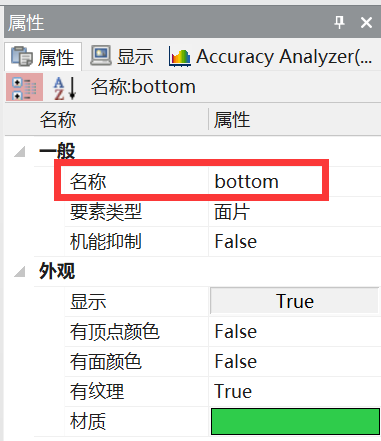 属性
属性 显示 Accuracy Analyzer(...
名称:bottom
名称 属性
一般
名称 bottom
要素类型 面片
机能抑制 False
外观
显示 True
有顶点颜色 False
有面颜色 False
有纹理 True
材质